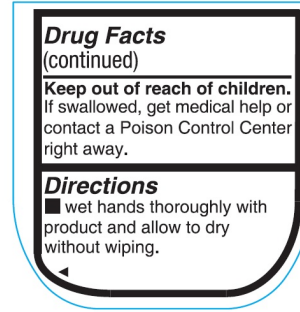 Drug Facts
(continued)
Keep out of reach of children.
If swallowed, get medical help or
contact a Poison Control Center
right away.
Directions
■ wet hands thoroughly with
product and allow to dry
without wiping.
◄